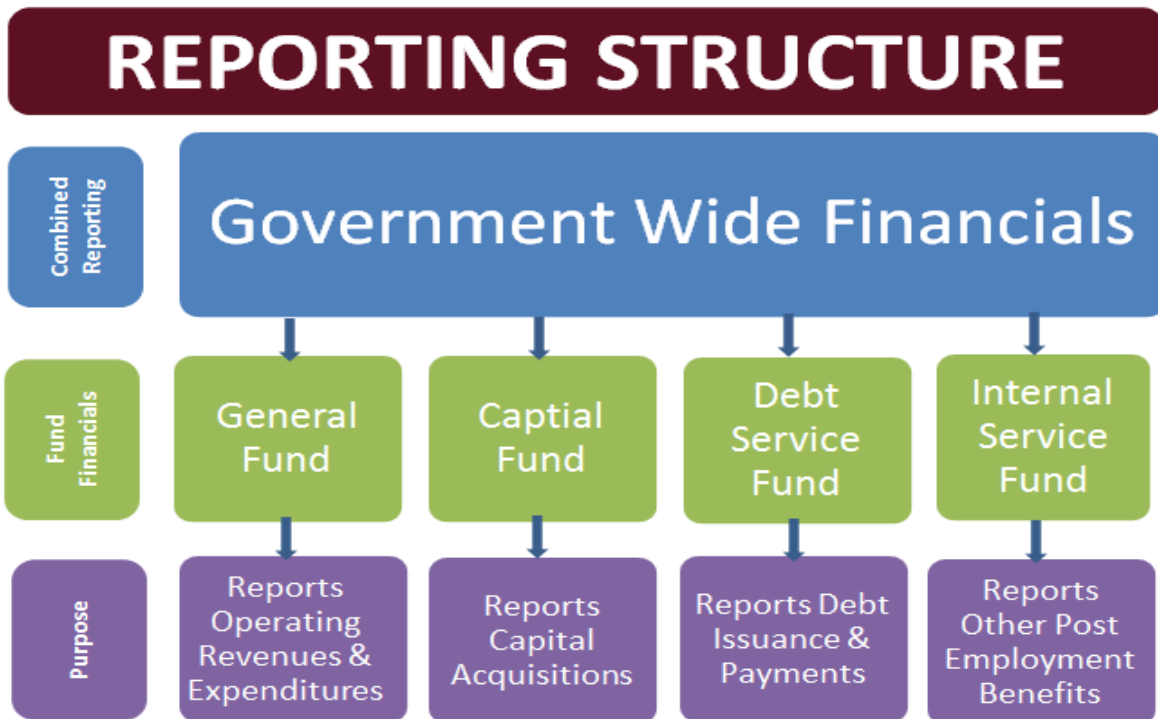 REPORTING STRUCTURE
Combined
Reporting
Government Wide Financials
Fund
Financials
General
Fund
Captial
Fund
Debt
Service
Fund
Internal
Service
Fund
Purpose
Reports
Operating
Revenues &
Expenditures
Reports
Capital
Acquisitions
Reports Debt
Issuance &
Payments
Reports
Other Post
Employment
Benefits